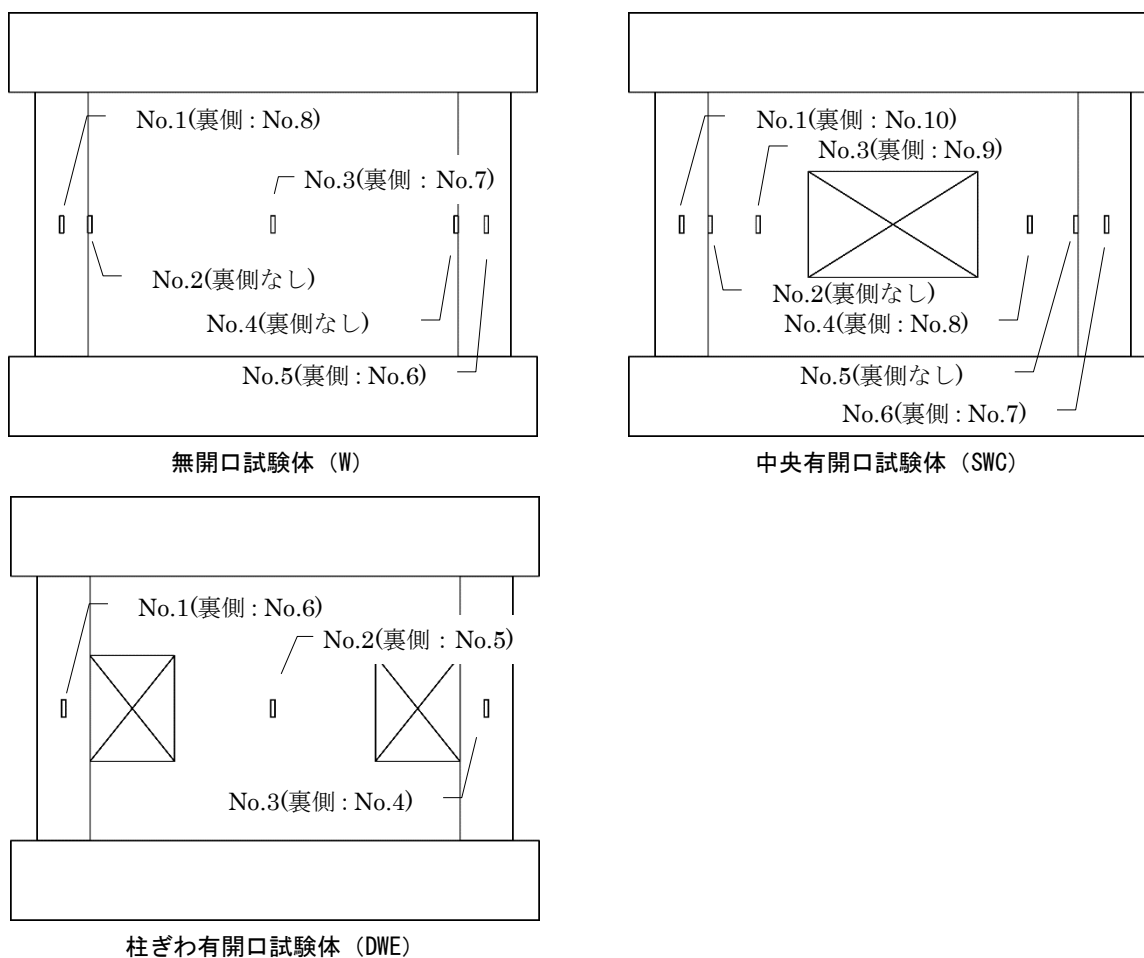 No.1(裏側 : No.8)
No.3(裏側 : No.7)
No.2(裏側なし)
No.4(裏側なし)
No.5(裏側 : No.6)
無開口試験体 (W)
No.1(裏側 : No.10)
No.3(裏側 : No.9)
No.2(裏側なし)
No.4(裏側 : No.8)
No.5(裏側なし)
No.6(裏側 : No.7)
中央有開口試験体 (SWC)
No.1(裏側 : No.6)
No.2(裏側 : No.5)
No.3(裏側 : No.4)
柱ぎわ有開口試験体 (DWE)